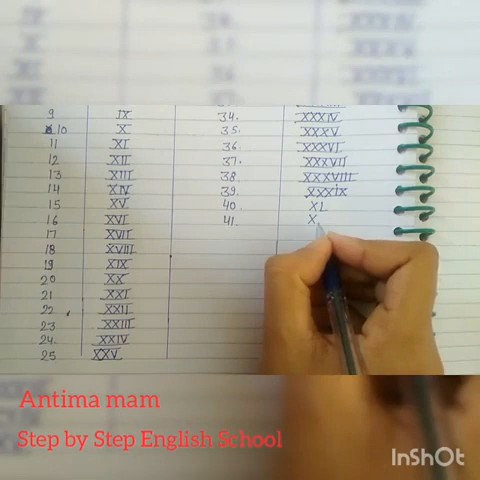 9 IX 34. XXXIV
10 X 35. XXXV
11 XI 36. XXXVI
12 XII 37. XXXVII
13 XIII 38. XXXVIII
14 XIV 39. XXXIX
15 XV 40. XL
16 XVI 41. X
17 XVII
18 XVIII
19 XIX
20 XX
21 XXI
22 XXII
23 XXIII
24. XXIV
25 XXV
Antima mam
Step by Step English School
InShOt